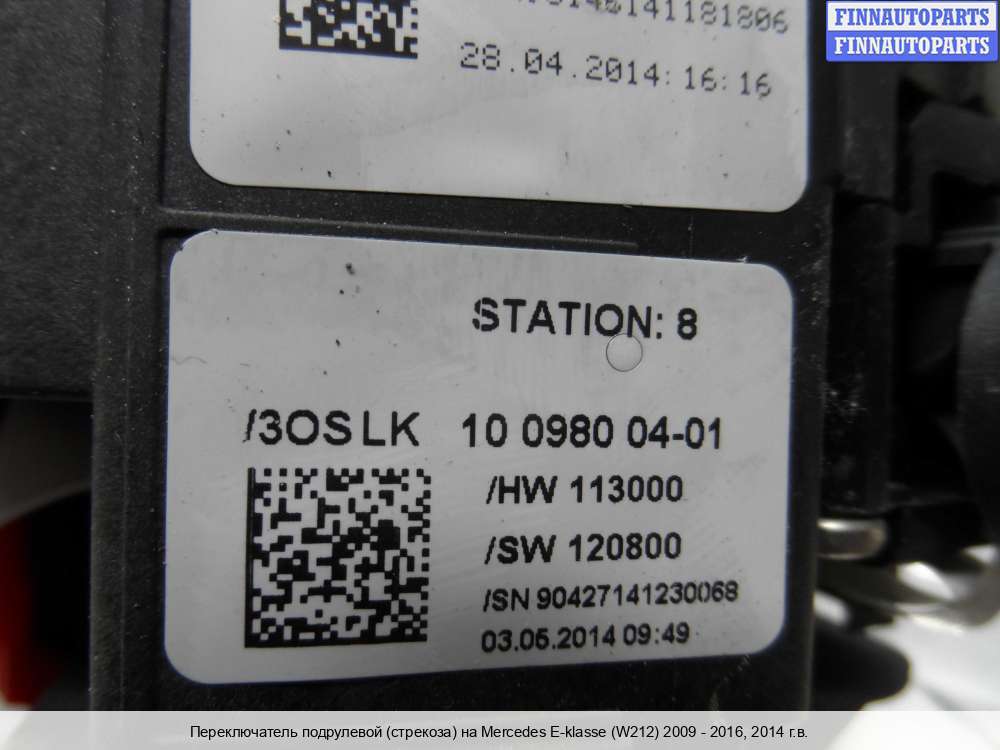 FINNAUTOPARTS
FINNAUTOPARTS
28.04.2014:16:16
STATION: 8
/3OSLK 10 0980 04-01
/HW 113000
/SW 120800
/SN 90427141230068
03.05.2014 09:49
Переключатель подрулевой (стрекоза) на Mercedes E-klasse (W212) 2009 - 2016, 2014 г.в.